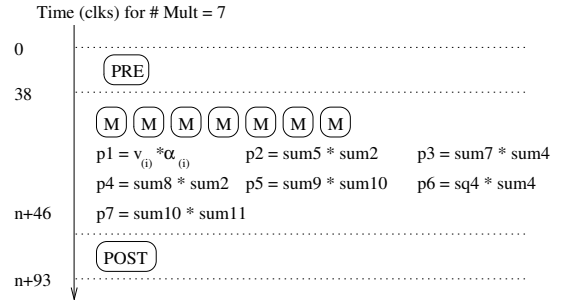 Time (clks) for # Mult = 7
0
PRE
38
M M M M M M M
p1 = v(i) *α(i) p2 = sum5 * sum2 p3 = sum7 * sum4
p4 = sum8 * sum2 p5 = sum9 * sum10 p6 = sq4 * sum4
n+46 p7 = sum10 * sum11
POST
n+93